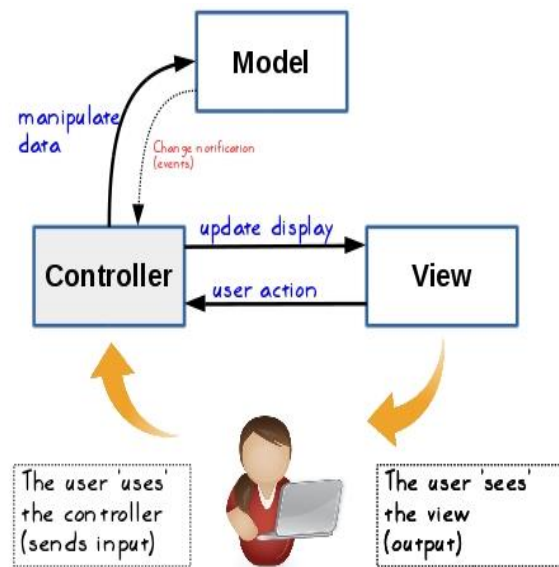 Model
manipulate
data
Change notification
(events)
update display
Controller
View
user action
The user 'uses'
the controller
(sends input)
The user 'sees'
the view
(output)